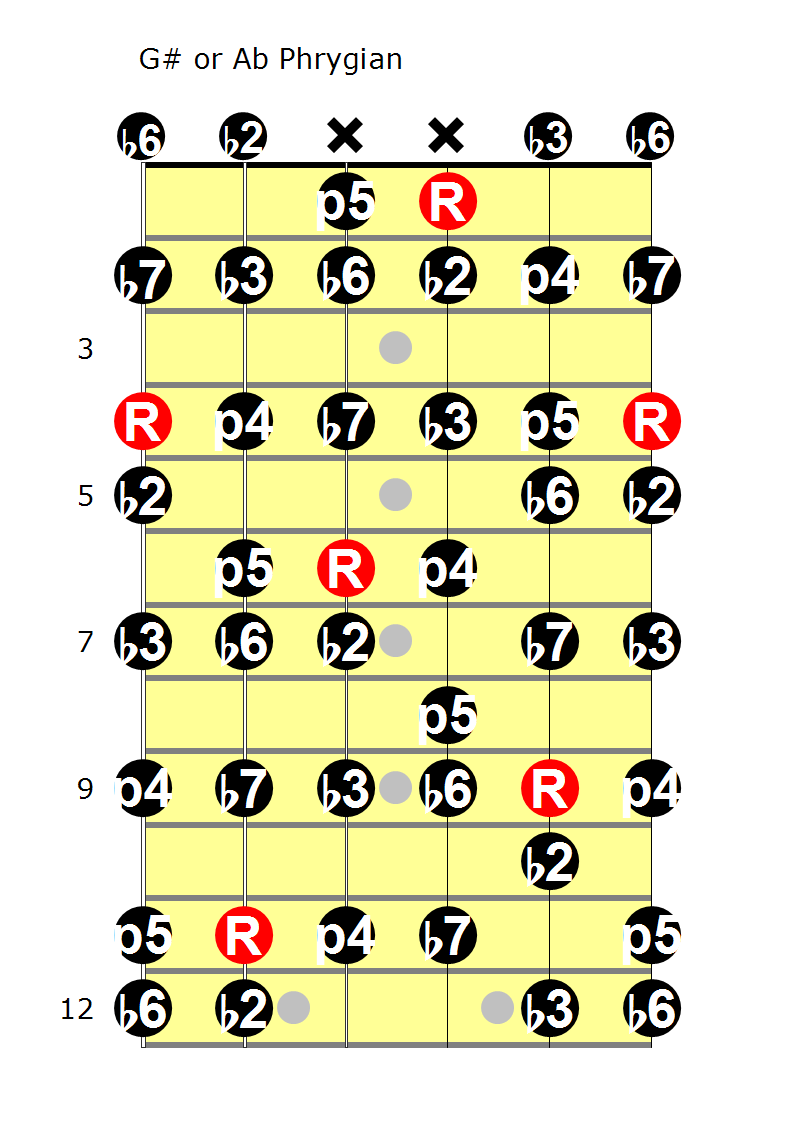 G# or Ab Phrygian
♭6 ♭2 ♭3 ♭6
p5 R
♭7 ♭3 ♭6 ♭2 p4 ♭7
3
R p4 ♭7 ♭3 p5 R
5 ♭2 ♭6 ♭2
p5 R p4
7 ♭3 ♭6 ♭2 ♭7 ♭3
p5
9 p4 ♭7 ♭3 ♭6 R p4
♭2
p5 R p4 ♭7 p5
12 ♭6 ♭2 ♭3 ♭6